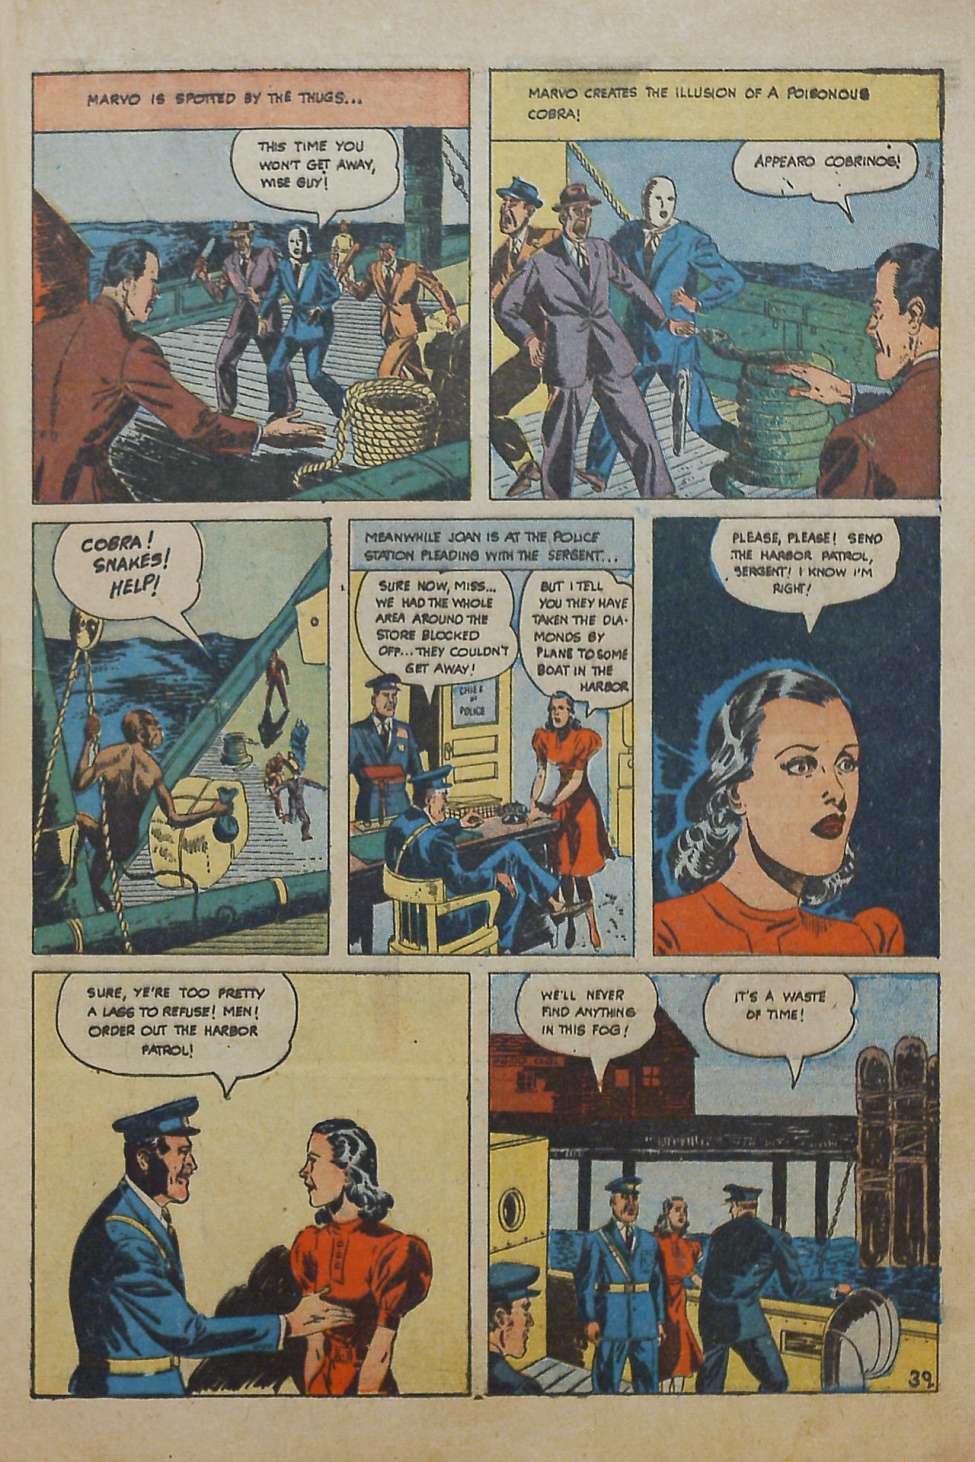 MARVO IS SPOTTED BY THE THUGS...
THIS TIME YOU
WON'T GET AWAY,
WISE GUY!
MARVO CREATES THE ILLUSION OF A POISONOUS
COBRA!
APPEARO COBRINOS!
COBRA!
SNAKES!
HELP!
MEANWHILE JOAN IS AT THE POLICE
STATION PLEADING WITH THE SERGENT...
SURE NOW, MISS...
WE HAD THE WHOLE
AREA AROUND THE
STORE BLOCKED
OFF... THEY COULDN'T
GET AWAY!
BUT I TELL
YOU THEY HAVE
TAKEN THE DIA-
MONDS BY
PLANE TO SOME
BOAT IN THE
HARBOR
CHIEF
OF
POLICE
PLEASE, PLEASE! SEND
THE HARBOR PATROL,
SERGENT! I KNOW I'M
RIGHT!
SURE, YE'RE TOO PRETTY
A LASS TO REFUSE! MEN!
ORDER OUT THE HARBOR
PATROL!
WE'LL NEVER
FIND ANYTHING
IN THIS FOG!
IT'S A WASTE
OF TIME!
39